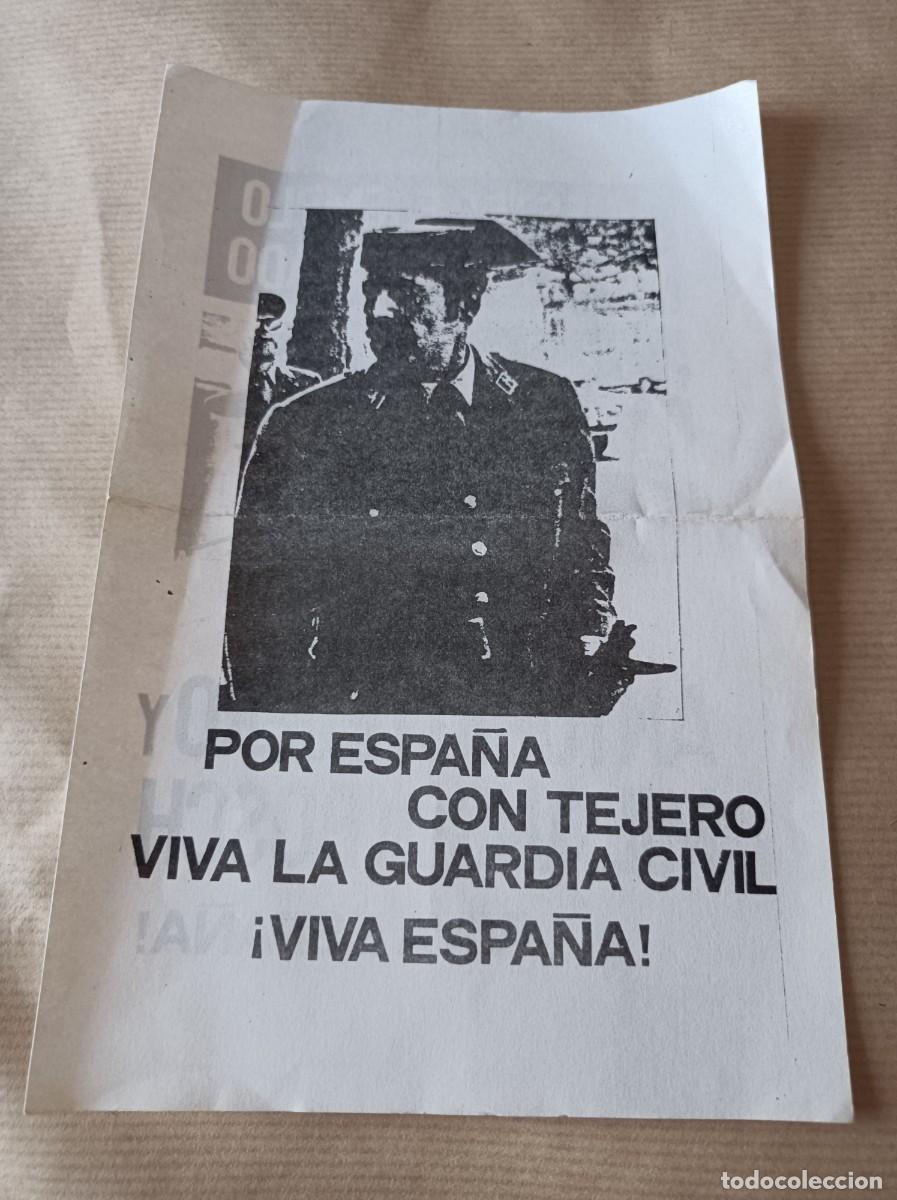 POR ESPAÑA
CON TEJERO
VIVA LA GUARDIA CIVIL
¡VIVA ESPAÑA!
todocoleccion